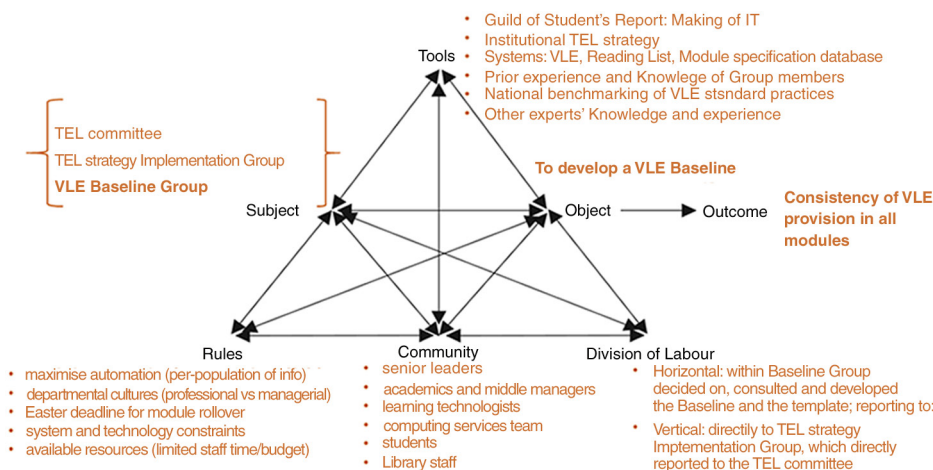 • Guild of Student's Report: Making of IT
• Institutional TEL strategy
• Systems: VLE, Reading List, Module specification database
• Prior experience and Knowlege of Group members
• National benchmarking of VLE stsndard practices
• Other experts' Knowledge and experience
Tools
TEL committee
TEL strategy Implementation Group
VLE Baseline Group
To develop a VLE Baseline
Subject
Object
Outcome
Consistency of VLE
provision in all
modules
Rules
• maximise automation (per-population of info)
• departmental cultures (professional vs managerial)
• Easter deadline for module rollover
• system and technology constraints
• available resources (limited staff time/budget)
Community
• senior leaders
• academics and middle managers
• learning technologists
• computing services team
• students
• Library staff
Division of Labour
• Horizontal: within Baseline Group
decided on, consulted and developed
the Baseline and the template; reporting to:
• Vertical: directly to TEL strategy
Implementation Group, which directly
reported to the TEL committee